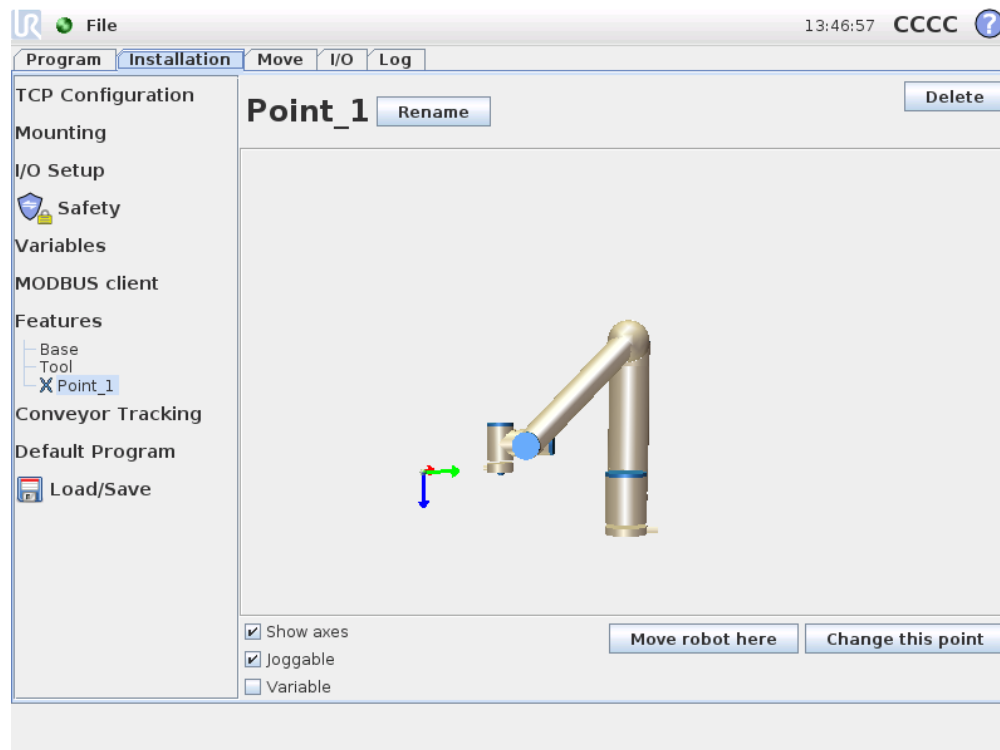 UR File 13:46:57 CCCC ?
Program Installation Move I/O Log
TCP Configuration
Mounting
I/O Setup
Safety
Variables
MODBUS client
Features
Base
Tool
Point_1
Conveyor Tracking
Default Program
Load/Save
Point_1 Rename Delete
Show axes
Joggable
Variable
Move robot here Change this point